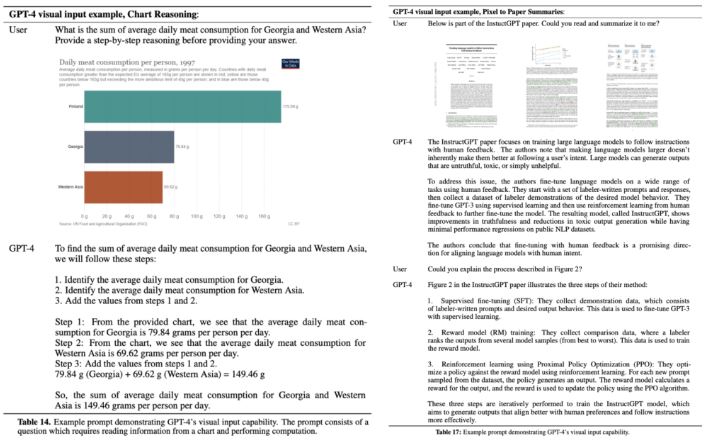 GPT-4 visual input example, Chart Reasoning:
User What is the sum of average daily meat consumption for Georgia and Western Asia?
Provide a step-by-step reasoning before providing your answer.
Daily meat consumption per person, 1997
Average daily meat consumption per person, measured in grams per person per day. Countries with daily meat
consumption greater than the expected EU average of 165g per person are shown in red; below are those
countries below 165g but exceeding the more ambitious limit of 40g per person; and in blue are those below 40g
per person.
Our World
in Data
Finland
Georgia
79.84 g
Western Asia
69.62 g
0 g 20 g 40 g 60 g 80 g 100 g 120 g 140 g 160 g
Source: UN Food and Agricultural Organization (FAO) CC BY
GPT-4 To find the sum of average daily meat consumption for Georgia and Western Asia,
we will follow these steps:
1. Identify the average daily meat consumption for Georgia.
2. Identify the average daily meat consumption for Western Asia.
3. Add the values from steps 1 and 2.
Step 1: From the provided chart, we see that the average daily meat con-
sumption for Georgia is 79.84 grams per person per day.
Step 2: From the chart, we see that the average daily meat consumption for
Western Asia is 69.62 grams per person per day.
Step 3: Add the values from steps 1 and 2.
79.84 g (Georgia) + 69.62 g (Western Asia) = 149.46 g
So, the sum of average daily meat consumption for Georgia and Western
Asia is 149.46 grams per person per day.
Table 14. Example prompt demonstrating GPT-4's visual input capability. The prompt consists of a
question which requires reading information from a chart and performing computation.
GPT-4 visual input example, Pixel to Paper Summaries:
User Below is part of the InstuctGPT paper. Could you read and summarize it to me?
GPT-4 The InstructGPT paper focuses on training large language models to follow instructions
with human feedback. The authors note that making language models larger doesn't
inherently make them better at following a user's intent. Large models can generate outputs
that are untruthful, toxic, or simply unhelpful.
To address this issue, the authors fine-tune language models on a wide range of
tasks using human feedback. They start with a set of labeler-written prompts and responses,
then collect a dataset of labeler demonstrations of the desired model behavior. They
fine-tune GPT-3 using supervised learning and then use reinforcement learning from human
feedback to further fine-tune the model. The resulting model, called InstructGPT, shows
improvements in truthfulness and reductions in toxic output generation while having
minimal performance regressions on public NLP datasets.
The authors conclude that fine-tuning with human feedback is a promising direc-
tion for aligning language models with human intent.
User Could you explain the process described in Figure 2?
GPT-4 Figure 2 in the InstructGPT paper illustrates the three steps of their method:
1. Supervised fine-tuning (SFT): They collect demonstration data, which consists
of labeler-written prompts and desired output behavior. This data is used to fine-tune GPT-3
with supervised learning.
2. Reward model (RM) training: They collect comparison data, where a labeler
ranks the outputs from several model samples (from best to worst). This data is used to train
the reward model.
3. Reinforcement learning using Proximal Policy Optimization (PPO): They opti-
mize a policy against the reward model using reinforcement learning. For each new prompt
sampled from the dataset, the policy generates an output. The reward model calculates a
reward for the output, and the reward is used to update the policy using the PPO algorithm.
These three steps are iteratively performed to train the InstructGPT model, which
aims to generate outputs that align better with human preferences and follow instructions
more effectively.
Table 17: Example prompt demonstrating GPT-4's visual input capability.